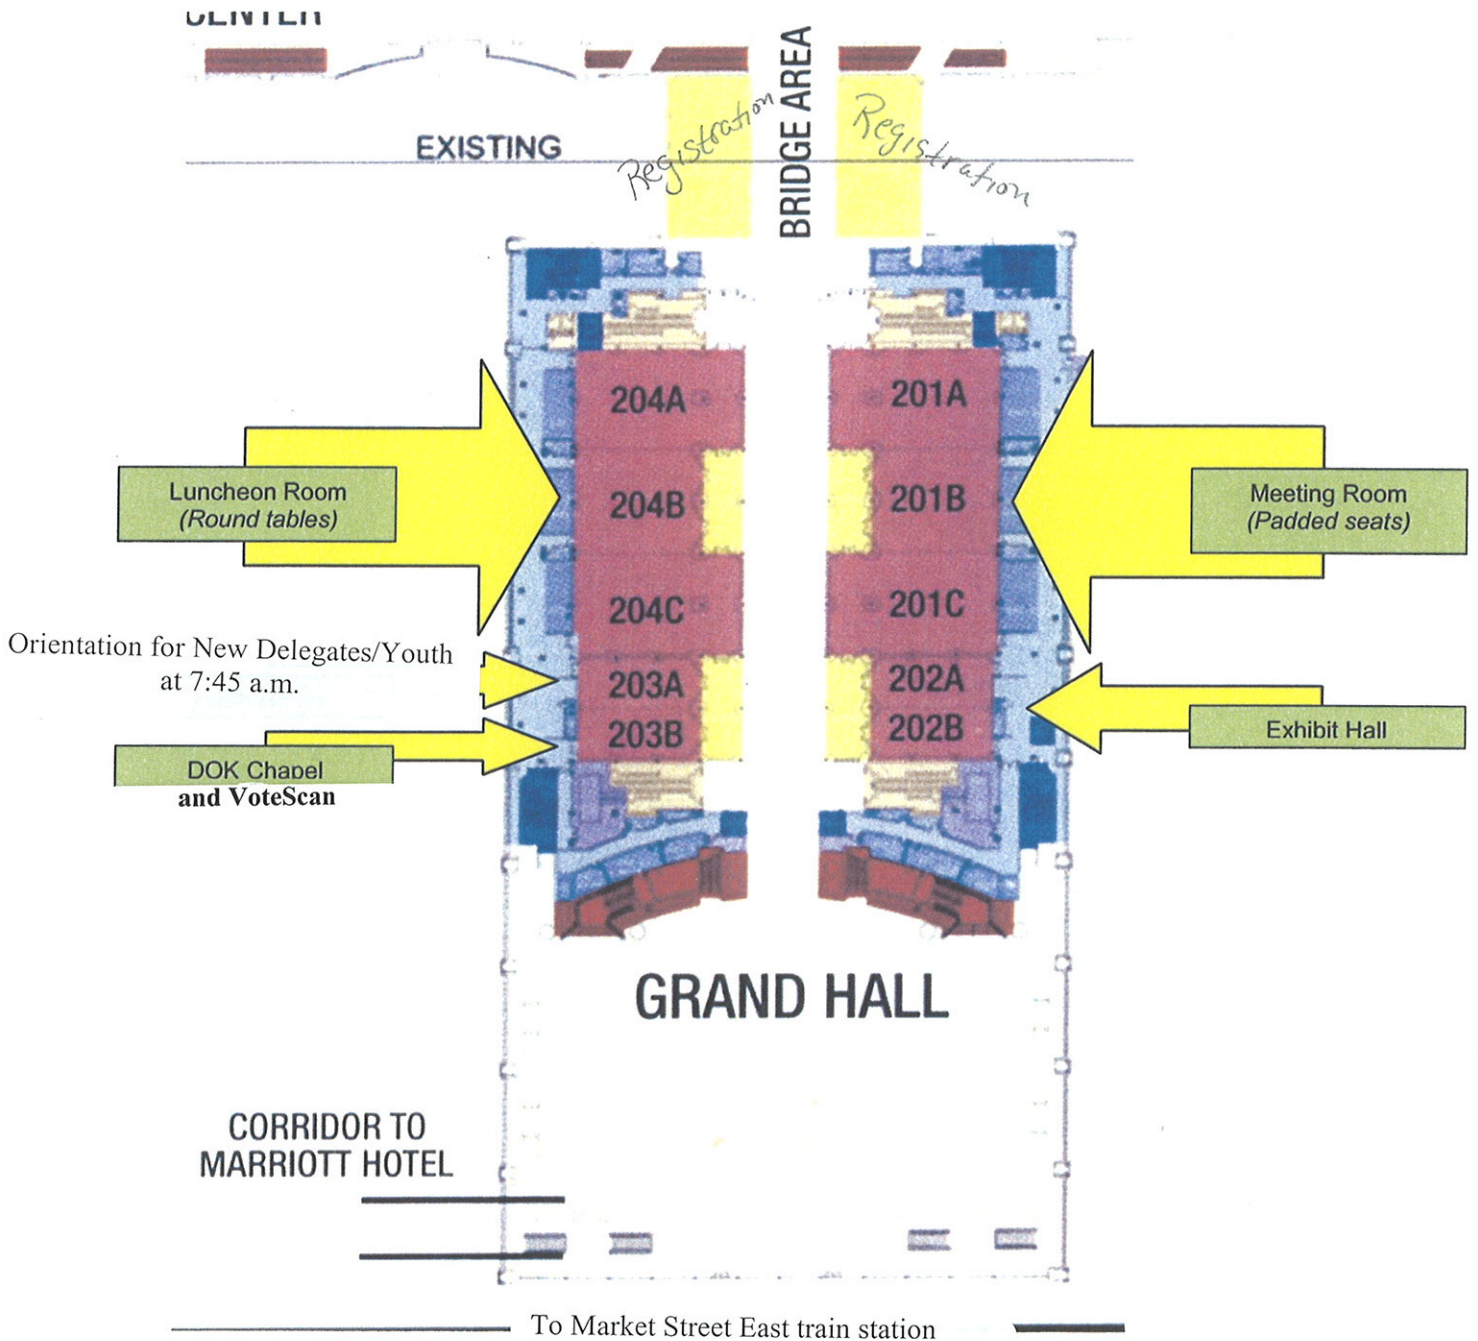 CENTER
BRIDGE AREA
Registration
Registration
EXISTING
204A
201A
204B
201B
204C
201C
203A
202A
203B
202B
Luncheon Room
(Round tables)
Meeting Room
(Padded seats)
Orientation for New Delegates/Youth
at 7:45 a.m.
DOK Chapel
and VoteScan
Exhibit Hall
GRAND HALL
CORRIDOR TO
MARRIOTT HOTEL
To Market Street East train station